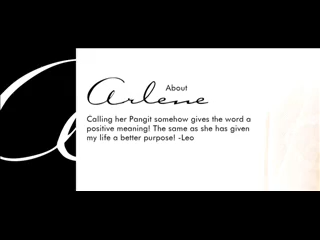 About
Arlene
Calling her Pangit somehow gives the word a
positive meaning! The same as she has given
my life a better purpose! -Leo